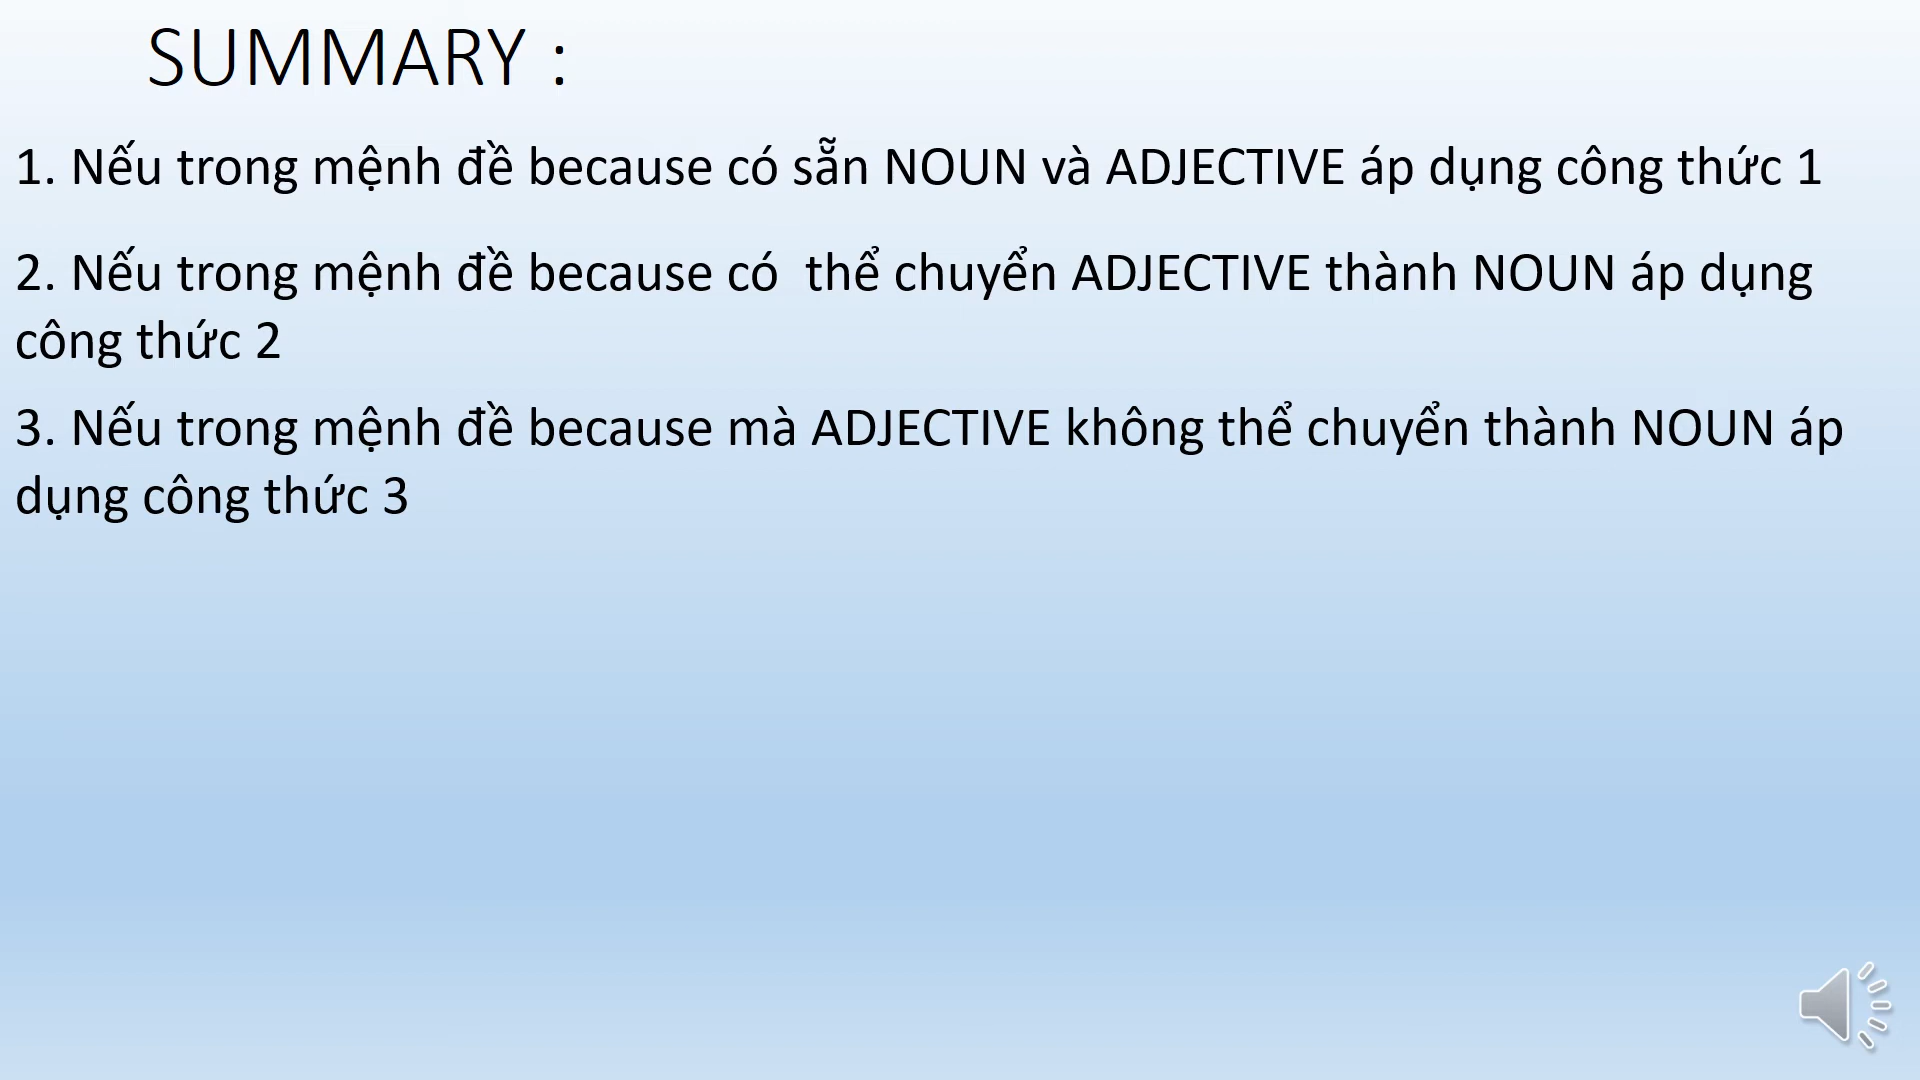 SUMMARY :
1. Nếu trong mệnh đề because có sẵn NOUN và ADJECTIVE áp dụng công thức 1
2. Nếu trong mệnh đề because có  thể chuyển ADJECTIVE thành NOUN áp dụng
công thức 2
3. Nếu trong mệnh đề because mà ADJECTIVE không thể chuyển thành NOUN áp
dụng công thức 3